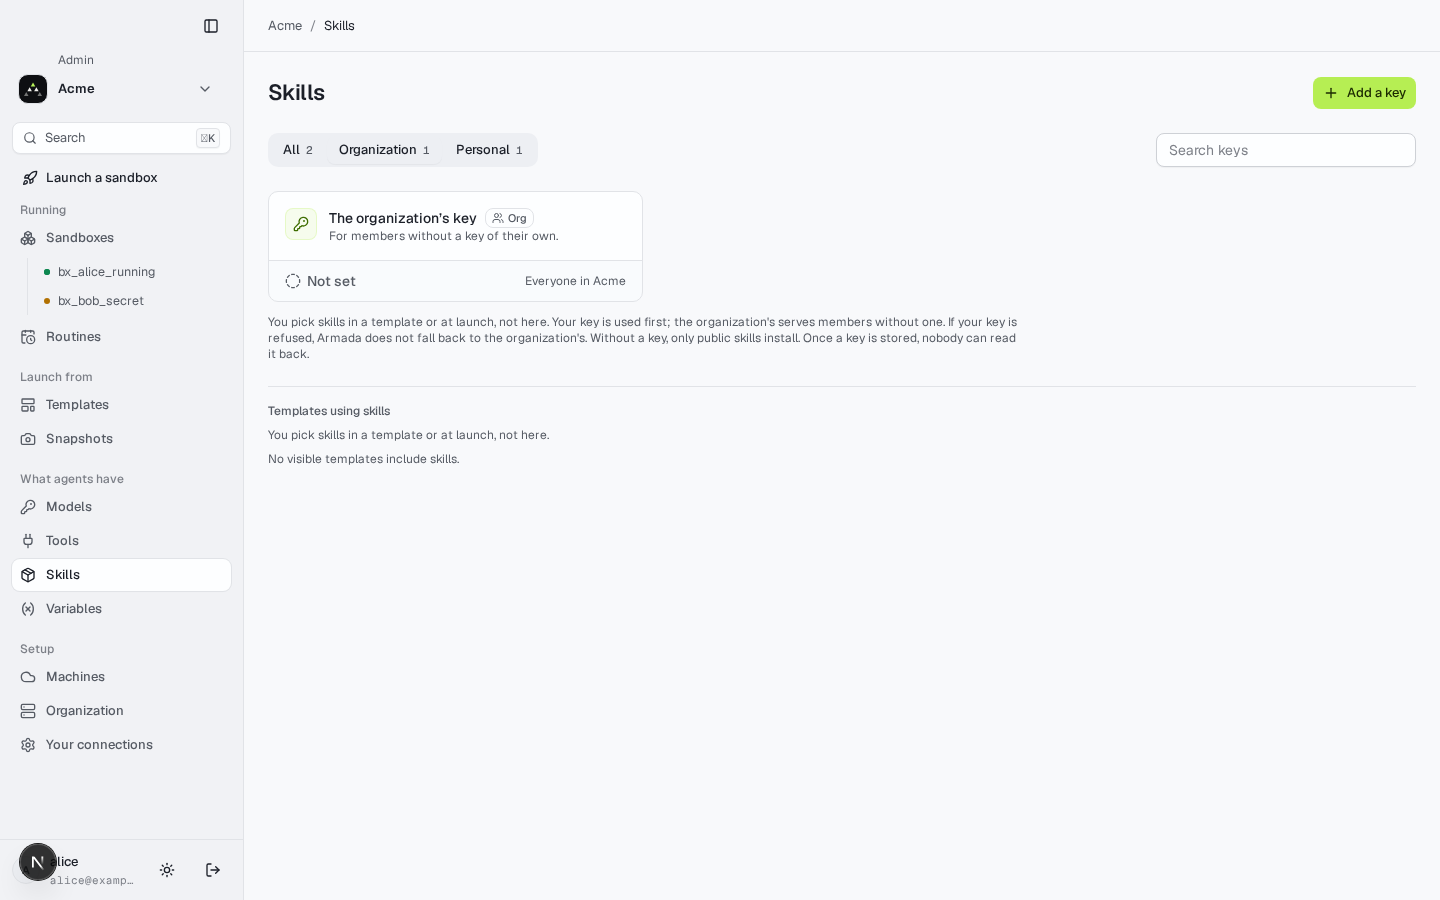 Acme / Skills
Admin
Acme
Search
K
Launch a sandbox
Running
Sandboxes
bx_alice_running
bx_bob_secret
Routines
Launch from
Templates
Snapshots
What agents have
Models
Tools
Skills
Variables
Setup
Machines
Organization
Your connections
N
alice
alice@examp…
Skills
Add a key
All 2
Organization 1
Personal 1
Search keys
The organization's key
Org
For members without a key of their own.
Not set
Everyone in Acme
You pick skills in a template or at launch, not here. Your key is used first; the organization's serves members without one. If your key is
refused, Armada does not fall back to the organization's. Without a key, only public skills install. Once a key is stored, nobody can read
it back.
Templates using skills
You pick skills in a template or at launch, not here.
No visible templates include skills.